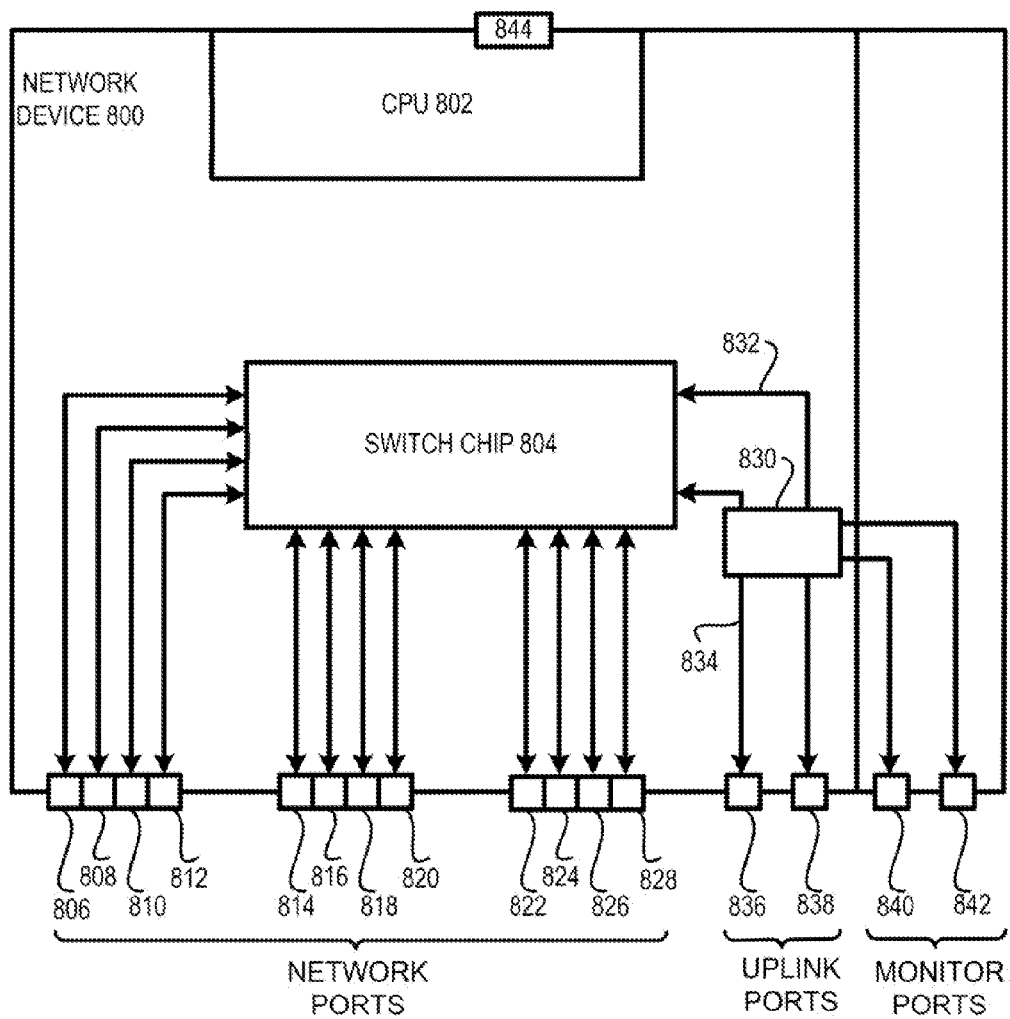 844
NETWORK
DEVICE 800
CPU 802
832
SWITCH CHIP 804
830
834
806
808
810
812
814
816
818
820
822
824
826
828
836
838
840
842
NETWORK
PORTS
UPLINK
PORTS
MONITOR
PORTS